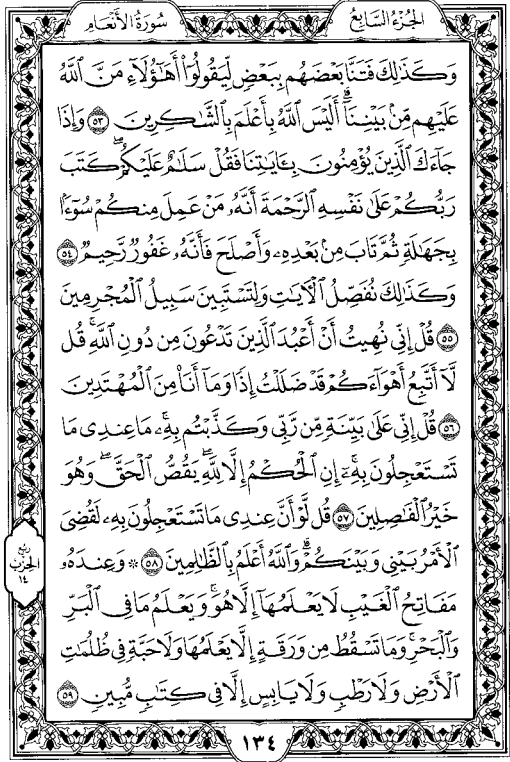 الجزء السابع
سورة الأنعام
وَكَذَٰلِكَ فَتَنَّا بَعْضَهُم بِبَعْضٍ لِّيَقُولُوٓا۟ أَهَـٰٓؤُلَآءِ مَنَّ ٱللَّهُ
عَلَيْهِم مِّنۢ بَيْنِنَآ ۗ أَلَيْسَ ٱللَّهُ بِأَعْلَمَ بِٱلشَّـٰكِرِينَ ٥٣ وَإِذَا
جَآءَكَ ٱلَّذِينَ يُؤْمِنُونَ بِـَٔايَـٰتِنَا فَقُلْ سَلَـٰمٌ عَلَيْكُمْ ۖ كَتَبَ
رَبُّكُمْ عَلَىٰ نَفْسِهِ ٱلرَّحْمَةَ ۖ أَنَّهُۥ مَنْ عَمِلَ مِنكُمْ سُوٓءًۢا
بِجَهَـٰلَةٍ ثُمَّ تَابَ مِنۢ بَعْدِهِۦ وَأَصْلَحَ فَأَنَّهُۥ غَفُورٌ رَّحِيمٌ ٥٤
وَكَذَٰلِكَ نُفَصِّلُ ٱلْـَٔايَـٰتِ وَلِتَسْتَبِينَ سَبِيلُ ٱلْمُجْرِمِينَ
٥٥ قُلْ إِنِّى نُهِيتُ أَنْ أَعْبُدَ ٱلَّذِينَ تَدْعُونَ مِن دُونِ ٱللَّهِ ۚ قُل
لَّآ أَتَّبِعُ أَهْوَآءَكُمْ ۙ قَدْ ضَلَلْتُ إِذًا وَمَآ أَنَا۠ مِنَ ٱلْمُهْتَدِينَ
٥٦ قُلْ إِنِّى عَلَىٰ بَيِّنَةٍ مِّن رَّبِّى وَكَذَّبْتُم بِهِۦ ۚ مَا عِندِى مَا
تَسْتَعْجِلُونَ بِهِۦٓ ۚ إِنِ ٱلْحُكْمُ إِلَّا لِلَّهِ ۖ يَقُصُّ ٱلْحَقَّ ۖ وَهُوَ
خَيْرُ ٱلْفَـٰصِلِينَ ٥٧ قُل لَّوْ أَنَّ عِندِى مَا تَسْتَعْجِلُونَ بِهِۦ لَقُضِىَ
ٱلْأَمْرُ بَيْنِى وَبَيْنَكُمْ ۗ وَٱللَّهُ أَعْلَمُ بِٱلظَّـٰلِمِينَ ٥٨ ۞ وَعِندَهُۥ
مَفَاتِحُ ٱلْغَيْبِ لَا يَعْلَمُهَآ إِلَّا هُوَ ۚ وَيَعْلَمُ مَا فِى ٱلْبَرِّ
وَٱلْبَحْرِ ۚ وَمَا تَسْقُطُ مِن وَرَقَةٍ إِلَّا يَعْلَمُهَا وَلَا حَبَّةٍ فِى ظُلُمَـٰتِ
ٱلْأَرْضِ وَلَا رَطْبٍ وَلَا يَابِسٍ إِلَّا فِى كِتَـٰبٍ مُّبِينٍ ٥٩
ربع
الحزب
١٤
١٣٤